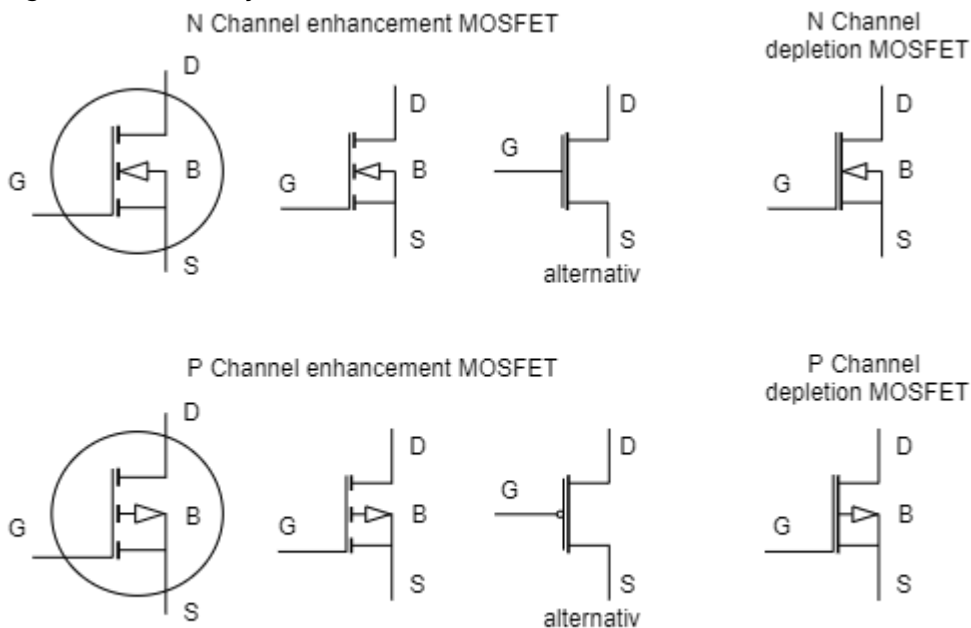 N Channel enhancement MOSFET
N Channel
depletion MOSFET
D
G
B
S
D
G
B
S
D
G
S
alternativ
D
G
B
S
P Channel enhancement MOSFET
P Channel
depletion MOSFET
D
G
B
S
D
G
B
S
D
G
S
alternativ
D
G
B
S